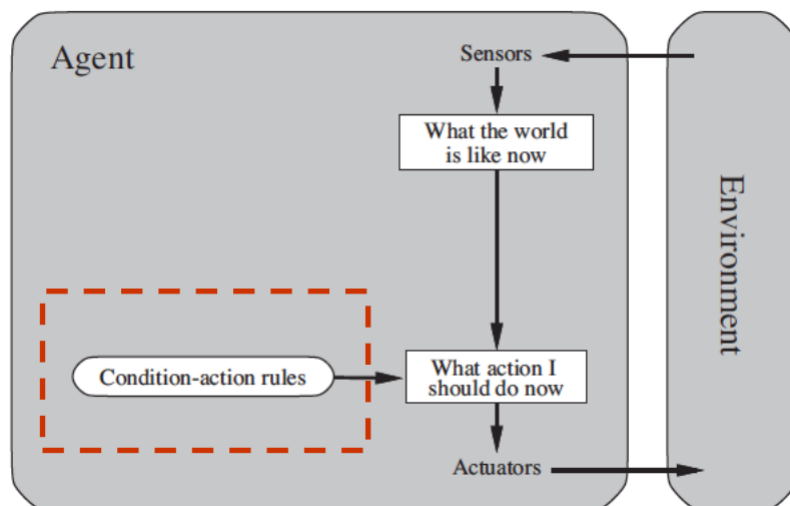 Agent
Sensors
What the world
is like now
Environment
Condition-action rules
What action I
should do now
Actuators